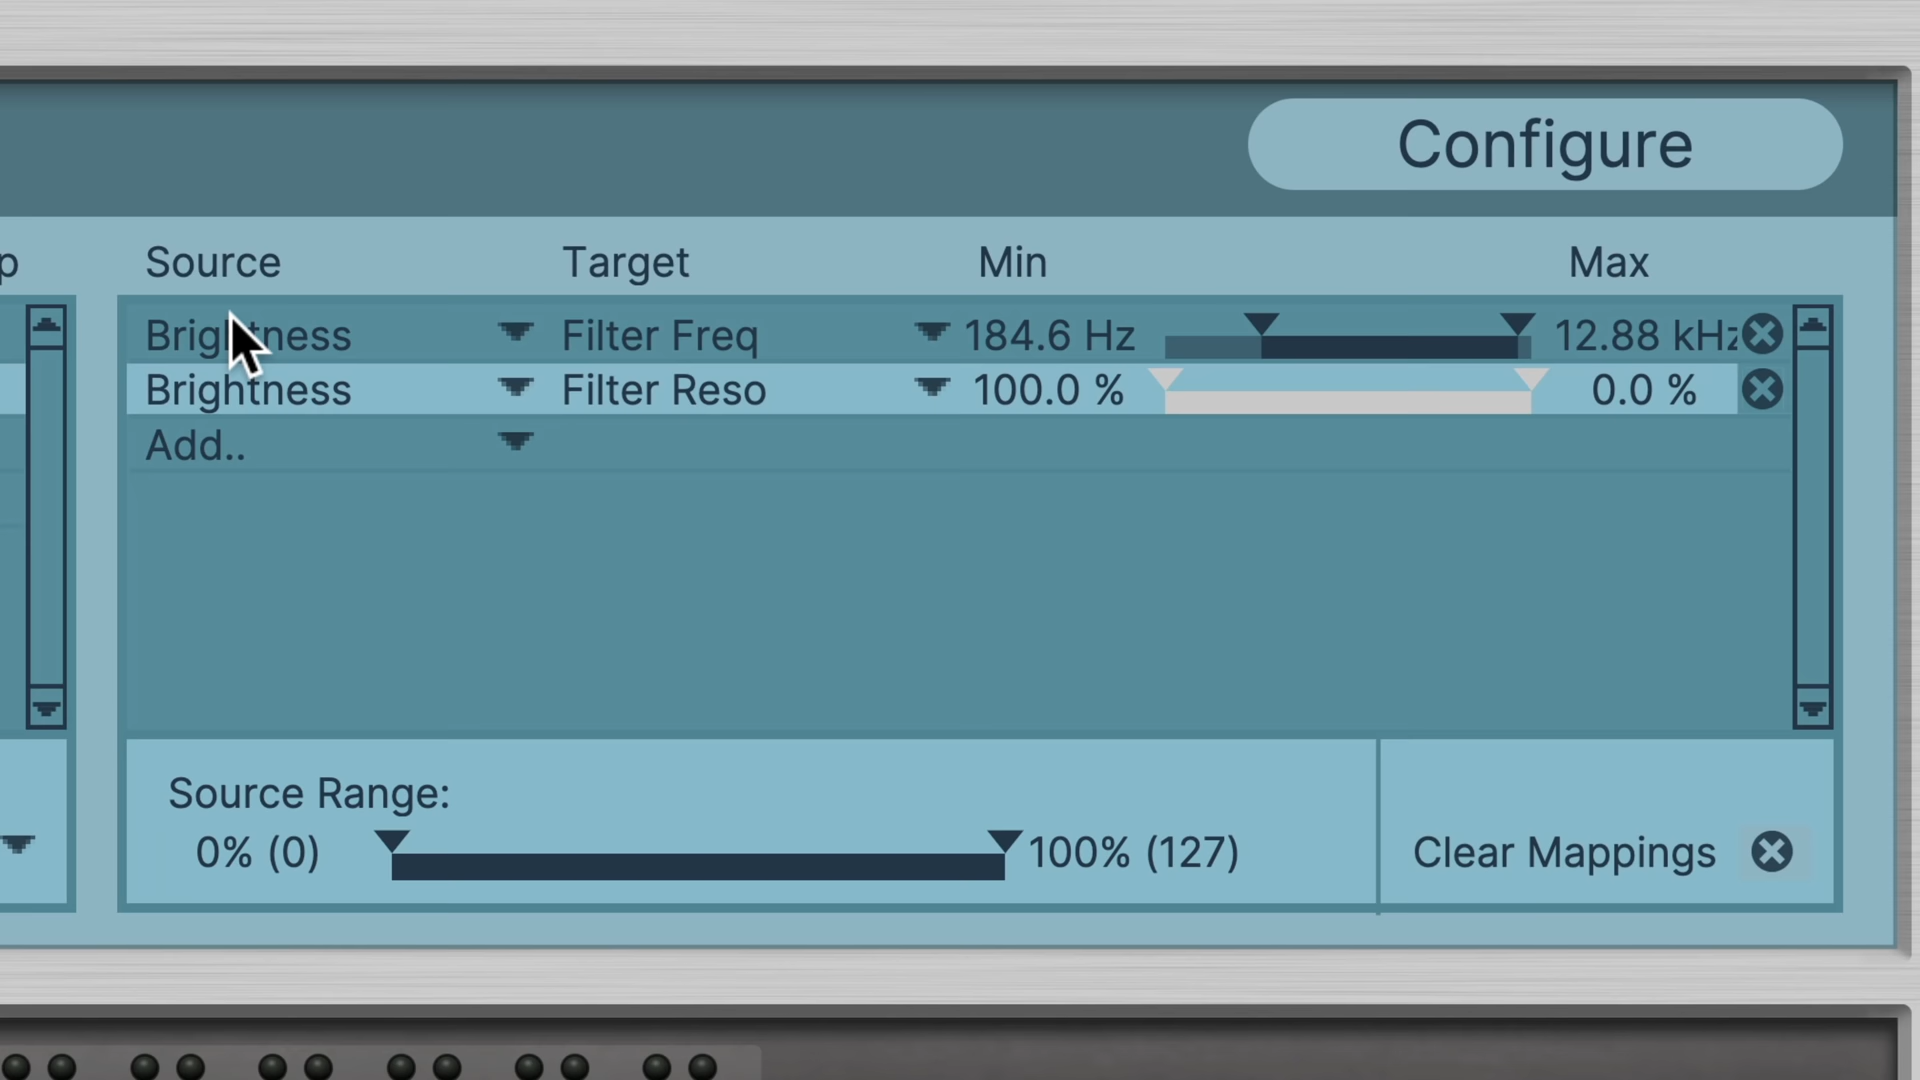 Configure
p Source Target Min Max
Brightness Filter Freq 184.6 Hz 12.88 kHz
Brightness Filter Reso 100.0 % 0.0 %
Add..
Source Range:
0% (0) 100% (127) Clear Mappings